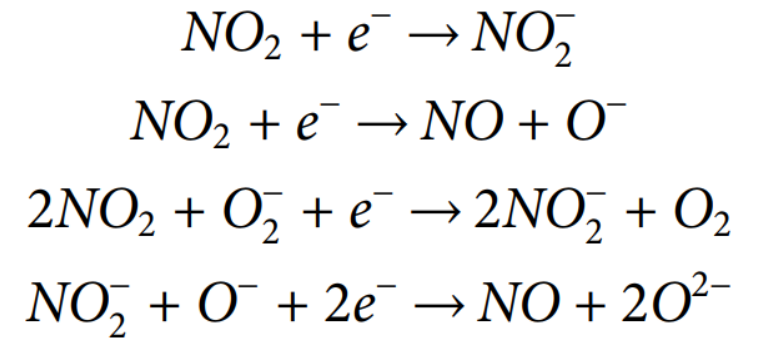 NO₂ + e⁻ → NO₂⁻
NO₂ + e⁻ → NO + O⁻
2NO₂ + O₂⁻ + e⁻ → 2NO₂⁻ + O₂
NO₂⁻ + O⁻ + 2e⁻ → NO + 2O²⁻